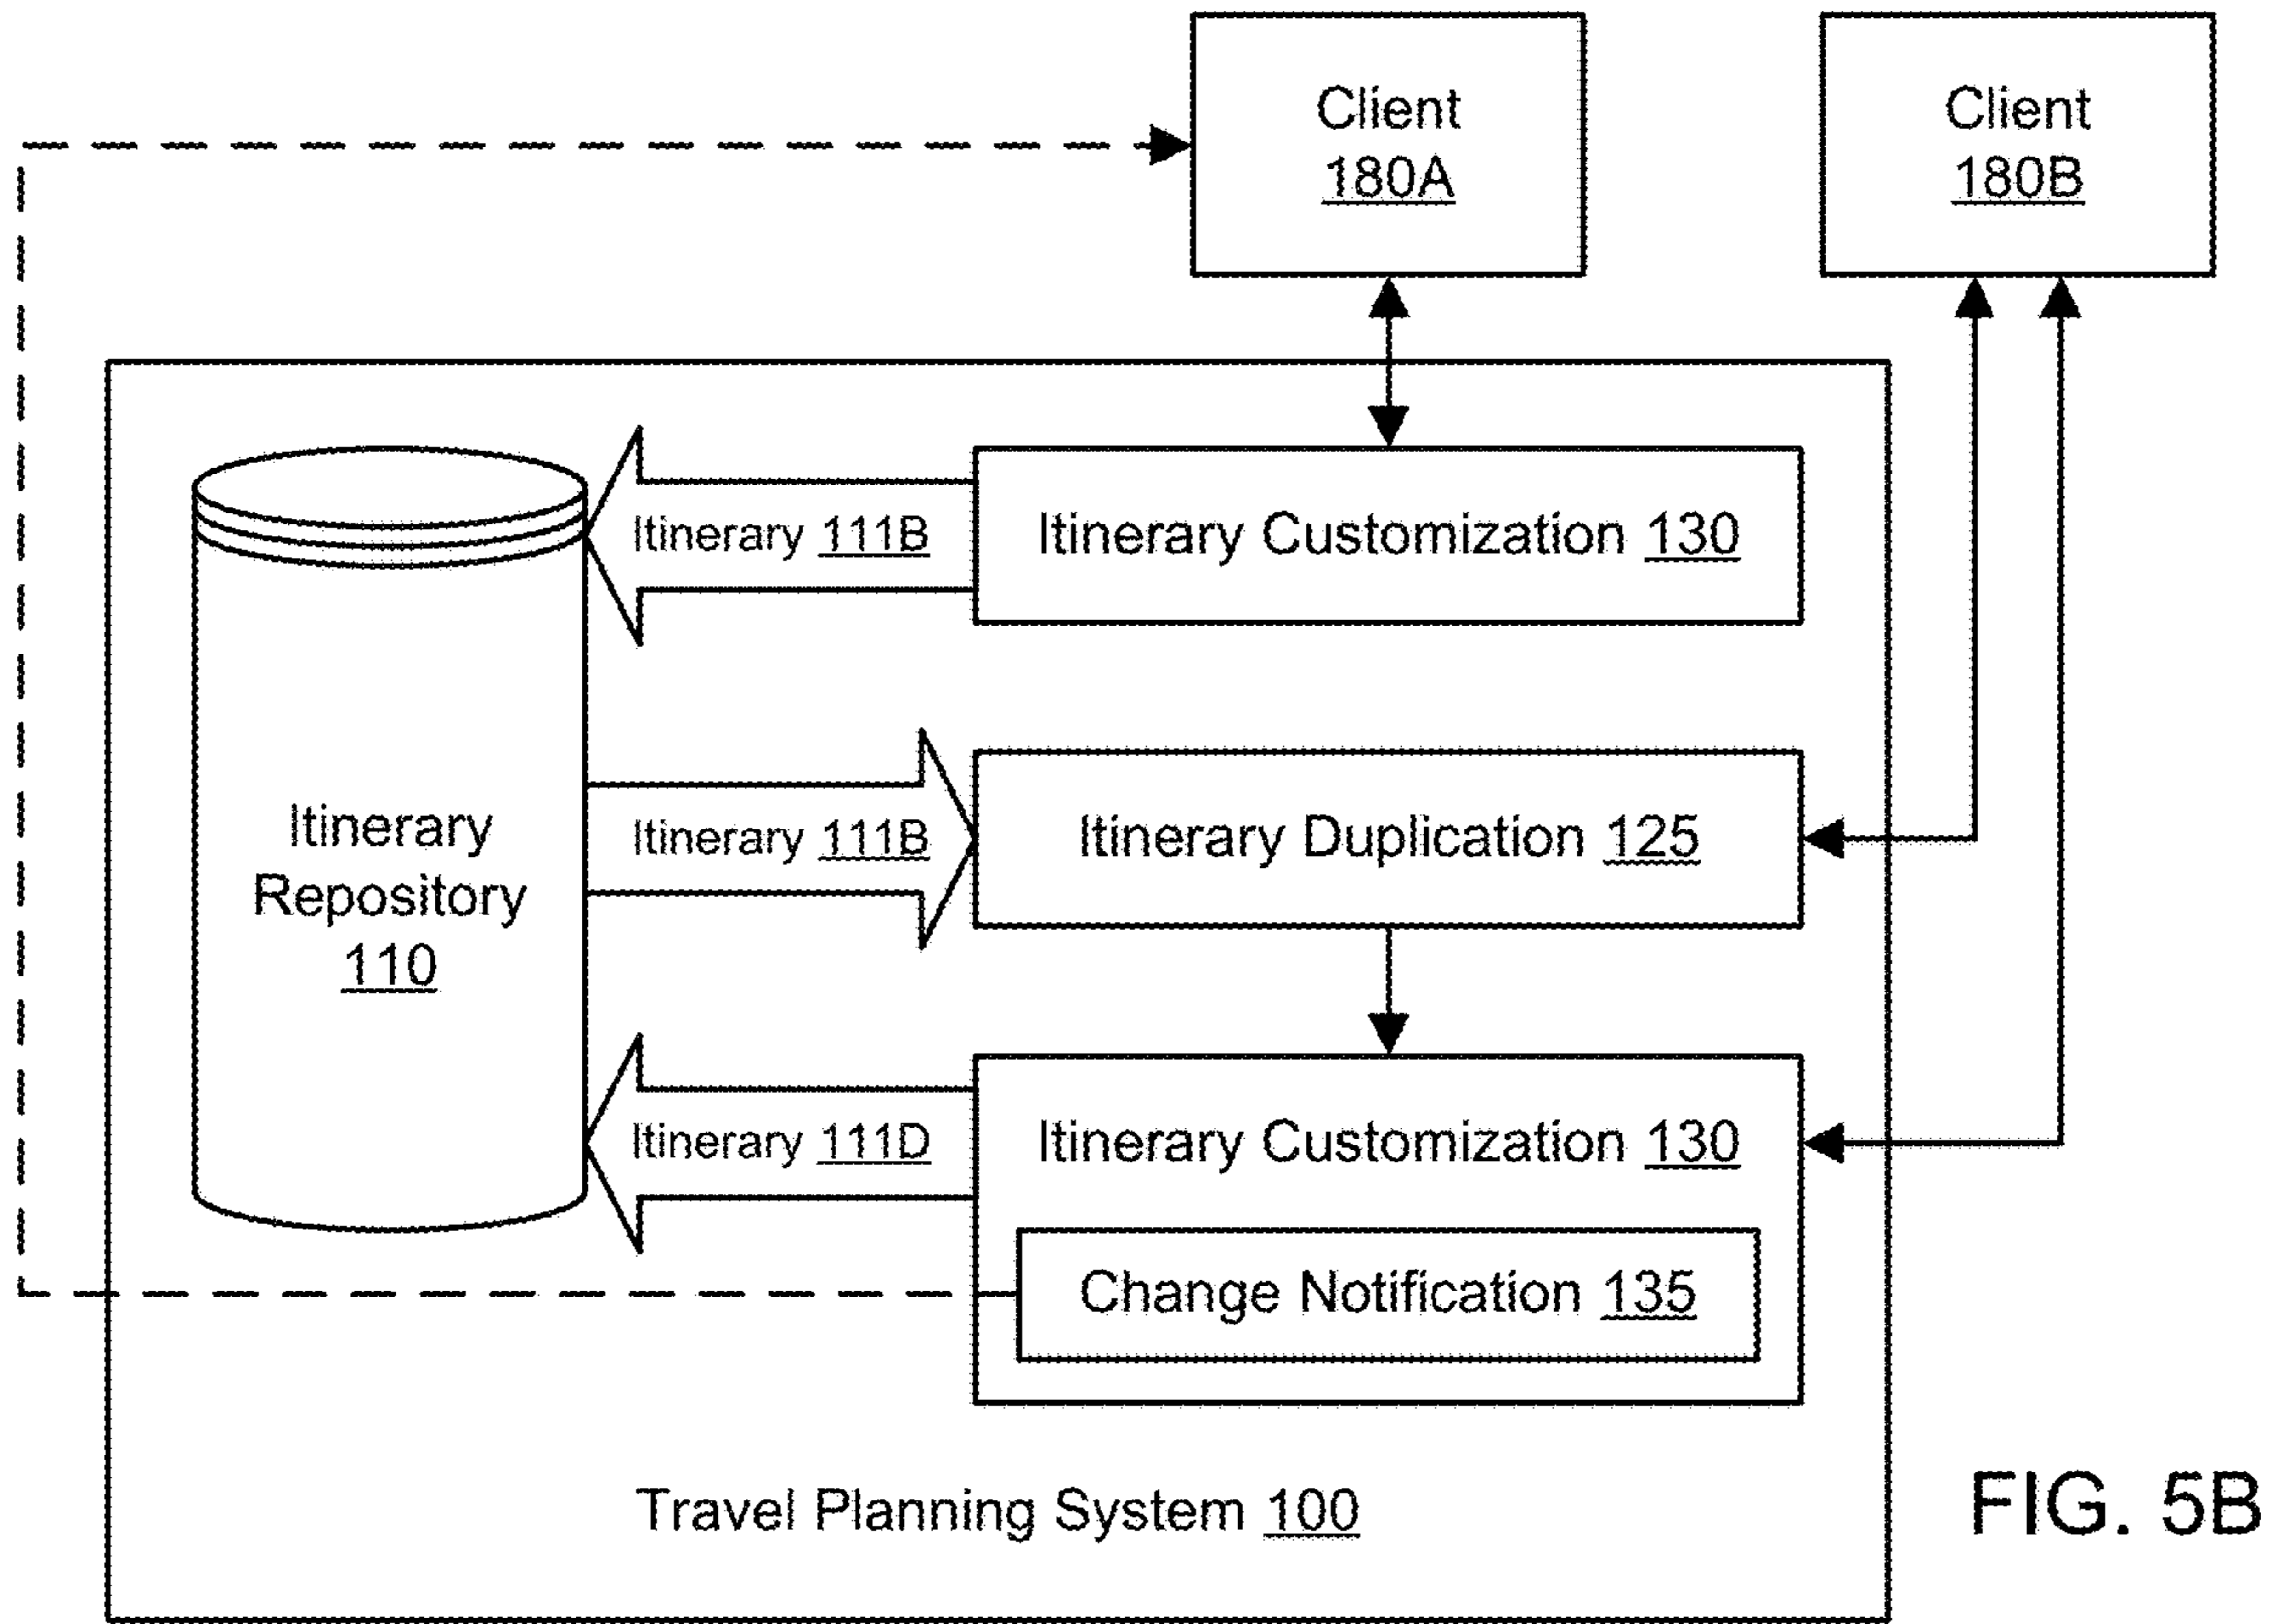 Client
180A
Client
180B
Itinerary 111B
Itinerary Customization 130
Itinerary
Repository
110
Itinerary 111B
Itinerary Duplication 125
Itinerary 111D
Itinerary Customization 130
Change Notification 135
Travel Planning System 100
FIG. 5B